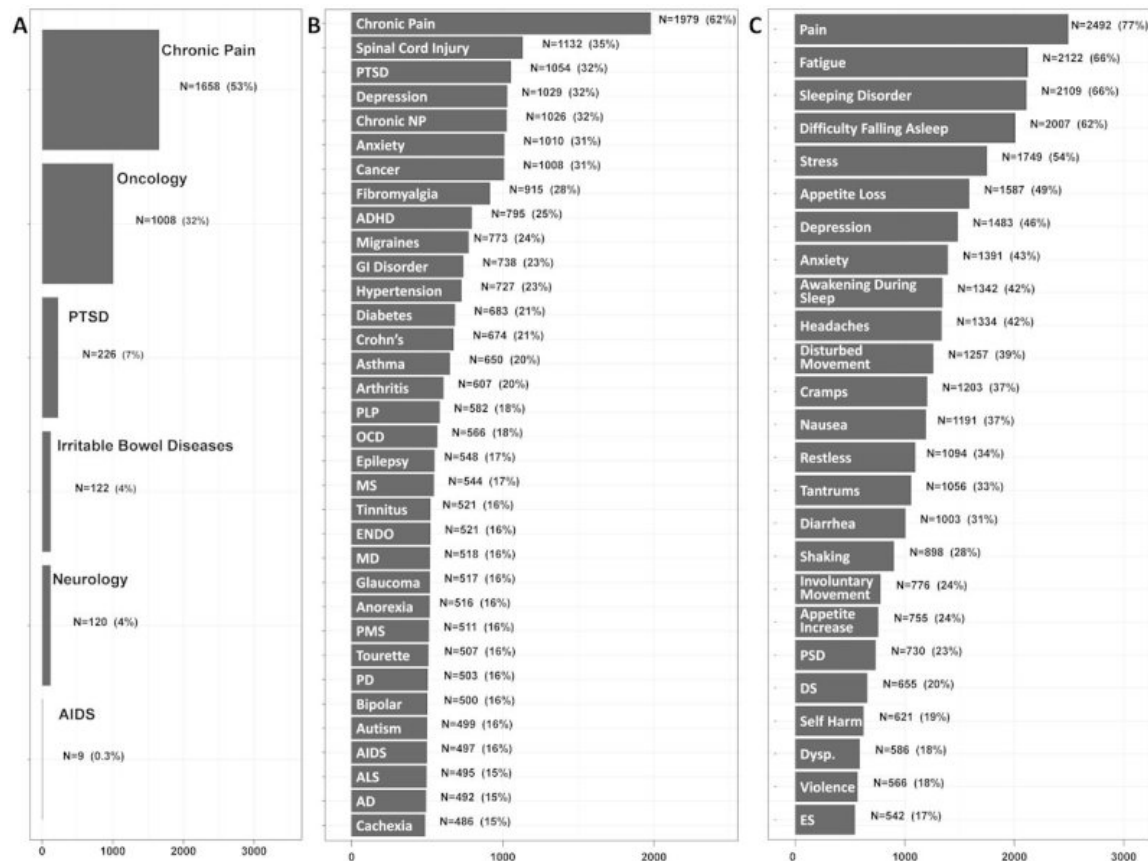 A
Chronic Pain
N=1658 (53%)
Oncology
N=1008 (32%)
PTSD
N=226 (7%)
Irritable Bowel Diseases
N=122 (4%)
Neurology
N=120 (4%)
AIDS
N=9 (0.3%)
0 1000 2000 3000
B
Chronic Pain N=1979 (62%)
Spinal Cord Injury N=1132 (35%)
PTSD N=1054 (32%)
Depression N=1029 (32%)
Chronic NP N=1026 (32%)
Anxiety N=1010 (31%)
Cancer N=1008 (31%)
Fibromyalgia N=915 (28%)
ADHD N=795 (25%)
Migraines N=773 (24%)
GI Disorder N=738 (23%)
Hypertension N=727 (23%)
Diabetes N=683 (21%)
Crohn's N=674 (21%)
Asthma N=650 (20%)
Arthritis N=607 (20%)
PLP N=582 (18%)
OCD N=566 (18%)
Epilepsy N=548 (17%)
MS N=544 (17%)
Tinnitus N=521 (16%)
ENDO N=521 (16%)
MD N=518 (16%)
Glaucoma N=517 (16%)
Anorexia N=516 (16%)
PMS N=511 (16%)
Tourette N=507 (16%)
PD N=503 (16%)
Bipolar N=500 (16%)
Autism N=499 (16%)
AIDS N=497 (16%)
ALS N=495 (15%)
AD N=492 (15%)
Cachexia N=486 (15%)
0 1000 2000
C
Pain N=2492 (77%)
Fatigue N=2122 (66%)
Sleeping Disorder N=2109 (66%)
Difficulty Falling Asleep N=2007 (62%)
Stress N=1749 (54%)
Appetite Loss N=1587 (49%)
Depression N=1483 (46%)
Anxiety N=1391 (43%)
Awakening During
Sleep N=1342 (42%)
Headaches N=1334 (42%)
Disturbed
Movement N=1257 (39%)
Cramps N=1203 (37%)
Nausea N=1191 (37%)
Restless N=1094 (34%)
Tantrums N=1056 (33%)
Diarrhea N=1003 (31%)
Shaking N=898 (28%)
Involuntary
Movement N=776 (24%)
Appetite
Increase N=755 (24%)
PSD N=730 (23%)
DS N=655 (20%)
Self Harm N=621 (19%)
Dysp. N=586 (18%)
Violence N=566 (18%)
ES N=542 (17%)
0 1000 2000 3000